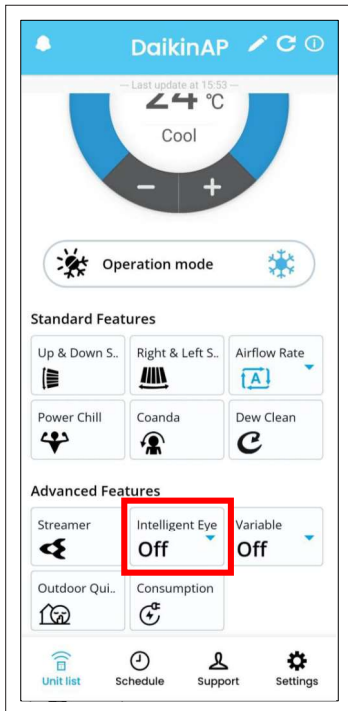 DaikinAP
— Last update at 15:53 —
24 °C
Cool
− +
Operation mode
Standard Features
Up & Down S.. Right & Left S.. Airflow Rate
A
Power Chill Coanda Dew Clean
Advanced Features
Streamer Intelligent Eye Variable
Off Off
Outdoor Qui.. Consumption
Unit list Schedule Support Settings